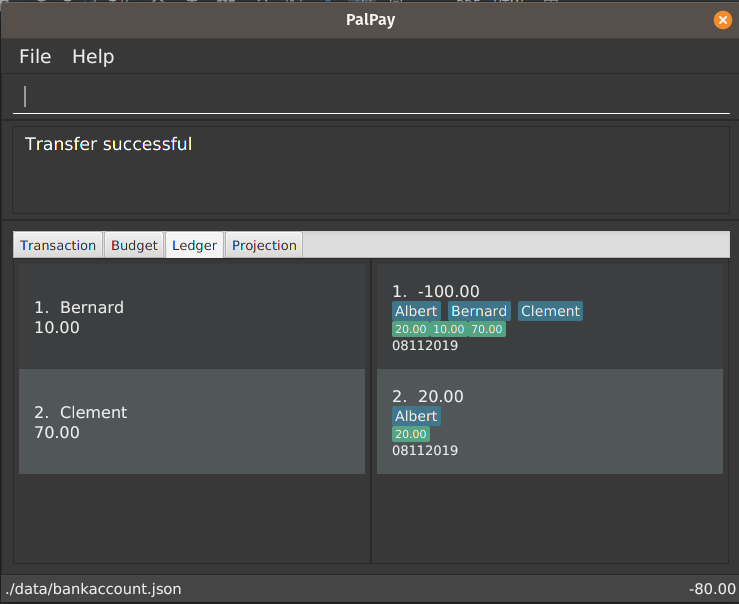 PalPay
File Help
Transfer successful
Transaction Budget Ledger Projection
1. Bernard
10.00
2. Clement
70.00
1. -100.00
Albert Bernard Clement
20.00 10.00 70.00
08112019
2. 20.00
Albert
20.00
08112019
./data/bankaccount.json
-80.00